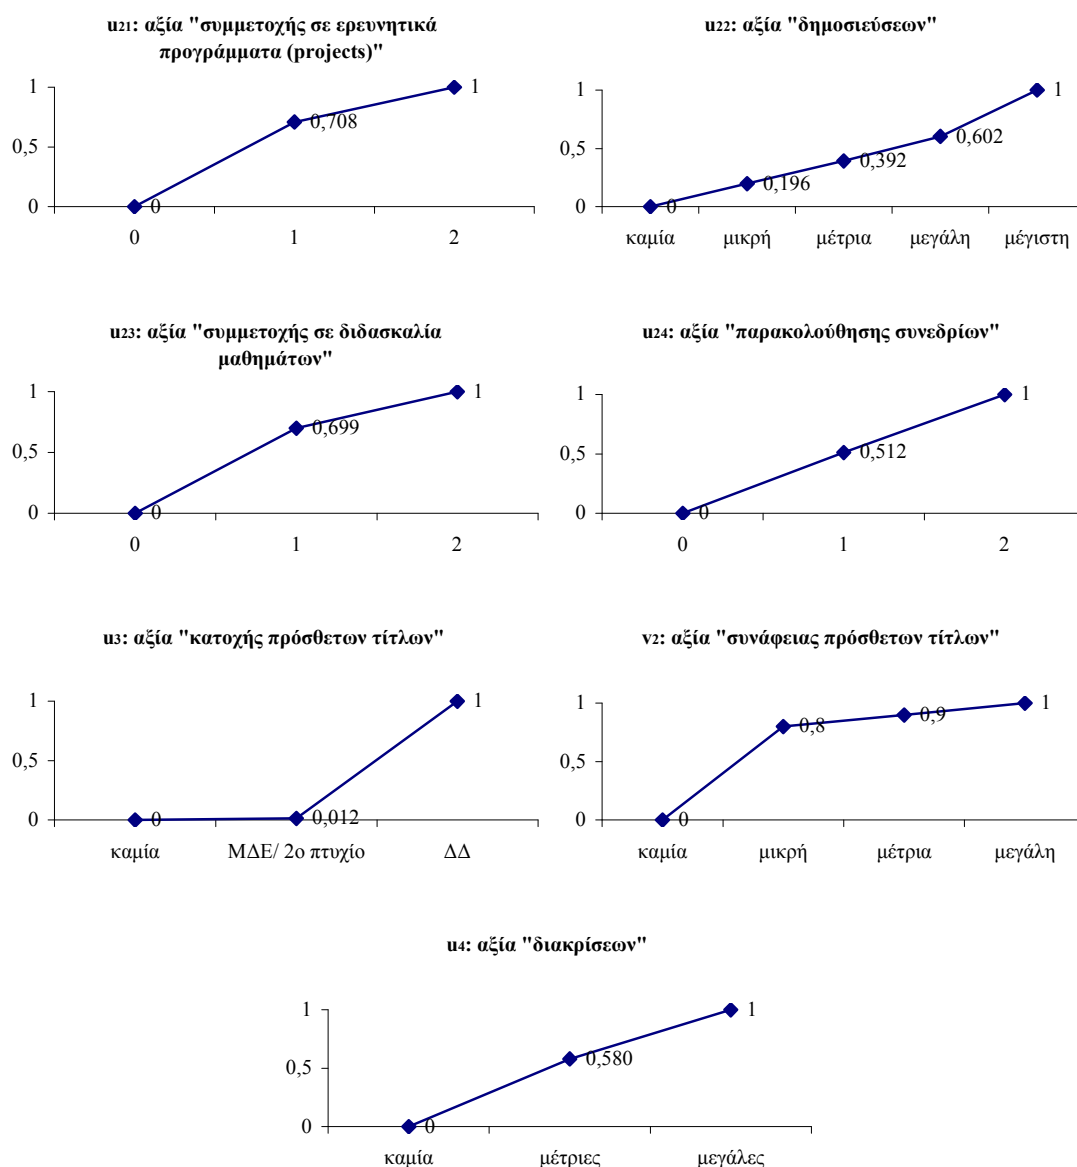 u21: αξία "συμμετοχής σε ερευνητικά
προγράμματα (projects)"
1
0,5
0
0
0,708
1
0
1
2
u22: αξία "δημοσιεύσεων"
1
0,5
0
0
0,196
0,392
0,602
1
καμία
μικρή
μέτρια
μεγάλη
μέγιστη
u23: αξία "συμμετοχής σε διδασκαλία
μαθημάτων"
1
0,5
0
0
0,699
1
0
1
2
u24: αξία "παρακολούθησης συνεδρίων"
1
0,5
0
0
0,512
1
0
1
2
u3: αξία "κατοχής πρόσθετων τίτλων"
1
0,5
0
0
0,012
1
καμία
ΜΔΕ/ 2ο πτυχίο
ΔΔ
v2: αξία "συνάφειας πρόσθετων τίτλων"
1
0,5
0
0
0,8
0,9
1
καμία
μικρή
μέτρια
μεγάλη
u4: αξία "διακρίσεων"
1
0,5
0
0
0,580
1
καμία
μέτριες
μεγάλες